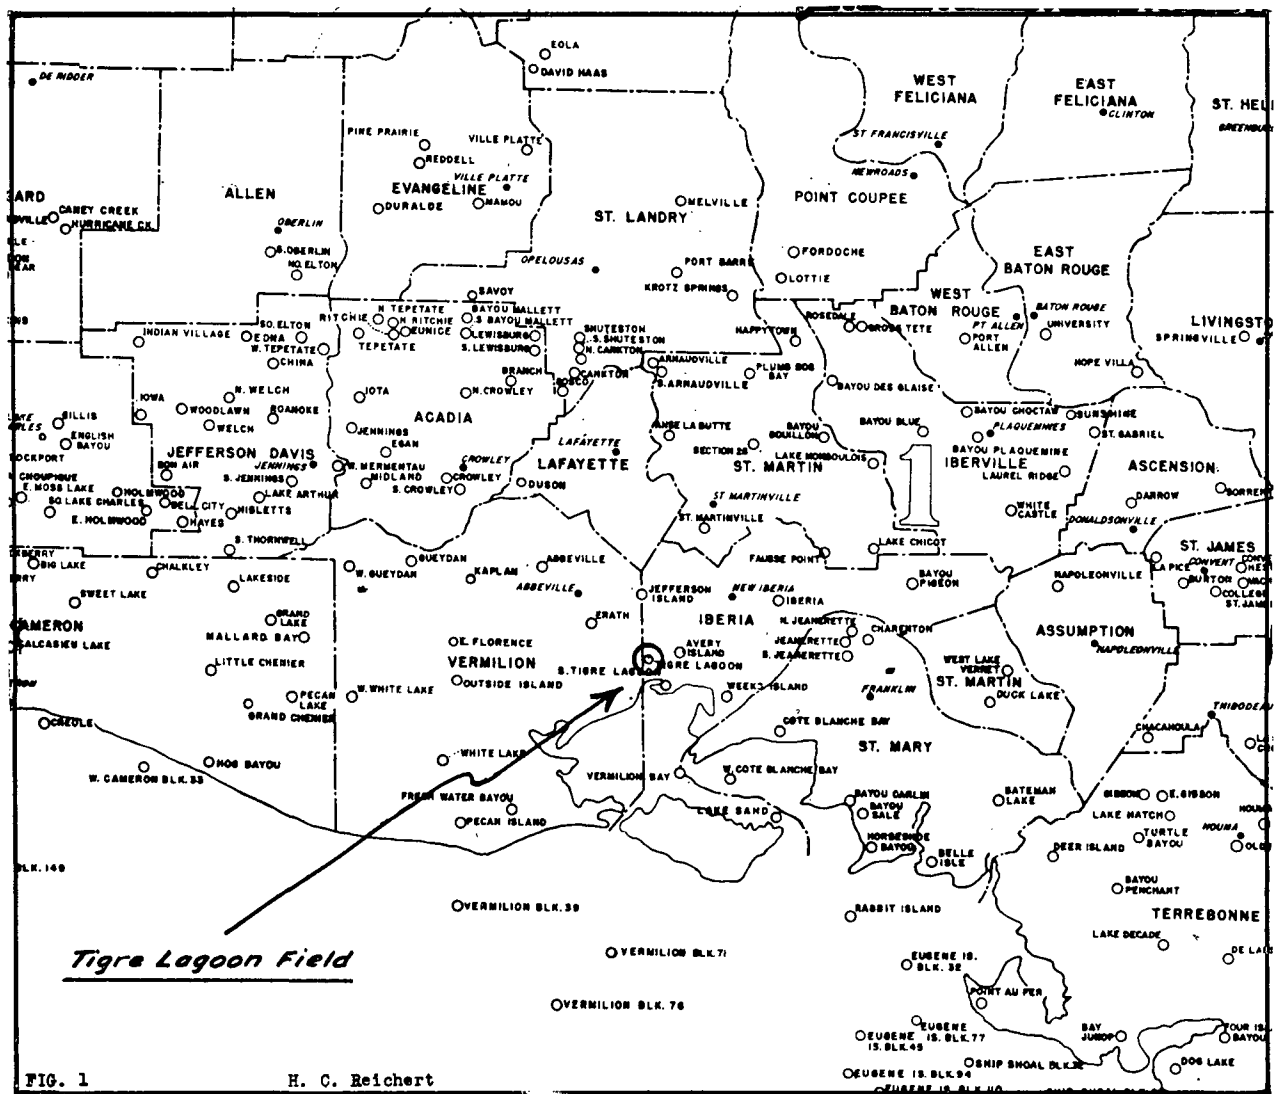 EOLA
DAVID HAAS
DE RIDDER
WEST
FELICIANA
EAST
FELICIANA
CLINTON
ST. HEL
GREENBUR
PINE PRAIRIE
VILLE PLATTE
REDDELL
ST FRANCISVILLE
VILLE PLATTE
EVANGELINE
ALLEN
NEWROADS
POINT COUPEE
DURALDE
MAMOU
MELVILLE
ST. LANDRY
CANEY CREEK
HURRICANE CK.
OBERLIN
S. OBERLIN
NO. ELTON
FORDOCHE
EAST
BATON ROUGE
OPELOUSAS
PORT BARRE
LOTTIE
KROTZ SPRINGS
SAVOY
WEST
BATON ROUGE
BATON ROUGE
PT ALLEN
ROSEDALE
GROSS TETE
UNIVERSITY
PORT
ALLEN
LIVINGSTO
SPRINGVILLE
RITCHIE
N TEPETATE
N RITCHIE
EUNICE
TEPETATE
BAYOU MALLETT
S BAYOU MALLETT
LEWISBURG
S. LEWISBURG
SHUTESTON
S. SHUTESTON
N. CANKTON
CANKTON
HAPPYTOWN
INDIAN VILLAGE
SO. ELTON
EDNA
W. TEPETATE
CHINA
ARNAUDVILLE
S. ARNAUDVILLE
PLUMB BOB
BAY
HOPE VILLA
BRANCH
BOSCO
BAYOU DES GLAISE
N. WELCH
IOWA
WOODLAWN
WELCH
ROANOKE
IOTA
N. CROWLEY
ACADIA
GILLIS
ENGLISH
BAYOU
JENNINGS
EGAN
ANSE LA BUTTE
BAYOU
BOUILLON
BAYOU BLUE
BAYOU CHOCTAW
SUNSHINE
PLAQUEMINES
ST. GABRIEL
BAYOU PLAQUEMINE
IBERVILLE
LAUREL RIDGE
LAFAYETTE
LAFAYETTE
SECTION 28
ST. MARTIN
LAKE MONGOULOIS
ASCENSION
JEFFERSON DAVIS
JENNINGS
BON AIR
W. MERMENTAU
MIDLAND
CROWLEY
CROWLEY
S. CROWLEY
DUSON
E. MOSS LAKE
SO. LAKE CHARLES
HOLMWOOD
E. HOLMWOOD
BELL CITY
HAYES
S. JENNINGS
LAKE ARTHUR
NIBLETTS
ST MARTINVILLE
ST. MARTINVILLE
1
WHITE
CASTLE
DARROW
DONALDSONVILLE
SORREN
S. THORNWELL
FAUSSE POINT
LAKE CHICOT
ST. JAMES
BIG LAKE
CHALKLEY
LAKESIDE
W. GUEYDAN
GUEYDAN
KAPLAN
ABBEVILLE
ABBEVILLE
JEFFERSON
ISLAND
NEW IBERIA
IBERIA
IBERIA
BAYOU
PIGEON
NAPOLEONVILLE
LA PICE
CONVENT
BURTON
COLLEGE
SWEET LAKE
GRAND
LAKE
MALLARD BAY
ERATH
N. JEANERETTE
JEANERETTE
S. JEANERETTE
CHARENTON
ASSUMPTION
NAPOLEONVILLE
CAMERON
CALCASIEU LAKE
LITTLE CHENIER
E. FLORENCE
VERMILION
AVERY
ISLAND
TIGRE LAGOON
S. TIGRE LAGOON
WEST LAKE
VERRET
ST. MARTIN
DUCK LAKE
PECAN
LAKE
GRAND CHENIER
W. WHITE LAKE
OUTSIDE ISLAND
WEEKS ISLAND
FRANKLIN
THIBODEAU
CREOLE
COTE BLANCHE BAY
ST. MARY
CHACAHOULA
W. CAMERON BLK. 33
HOG BAYOU
WHITE LAKE
VERMILION BAY
W. COTE BLANCHE BAY
FRESH WATER BAYOU
PECAN ISLAND
LAKE SAND
BAYOU CARLIN
BAYOU
SALE
BATEMAN
LAKE
GIBSON
E. GIBSON
LAKE HATCH
TURTLE
BAYOU
HOUMA
HORSESHOE
BAYOU
BELLE
ISLE
DEER ISLAND
BLK. 149
BAYOU
PENCHANT
TERREBONNE
VERMILION BLK. 39
RABBIT ISLAND
LAKE DECADE
DE LA
Tigre Lagoon Field
VERMILION BLK. 71
EUGENE IS.
BLK. 32
POINT AU FER
VERMILION BLK. 76
EUGENE
IS. BLK. 77
EUGENE
IS. BLK. 45
BAY
JUNOP
FOUR IS
BAYOU
DOG LAKE
EUGENE IS. BLK. 94
EUGENE IS. BLK. 110
FIG. 1
H. C. Reichert